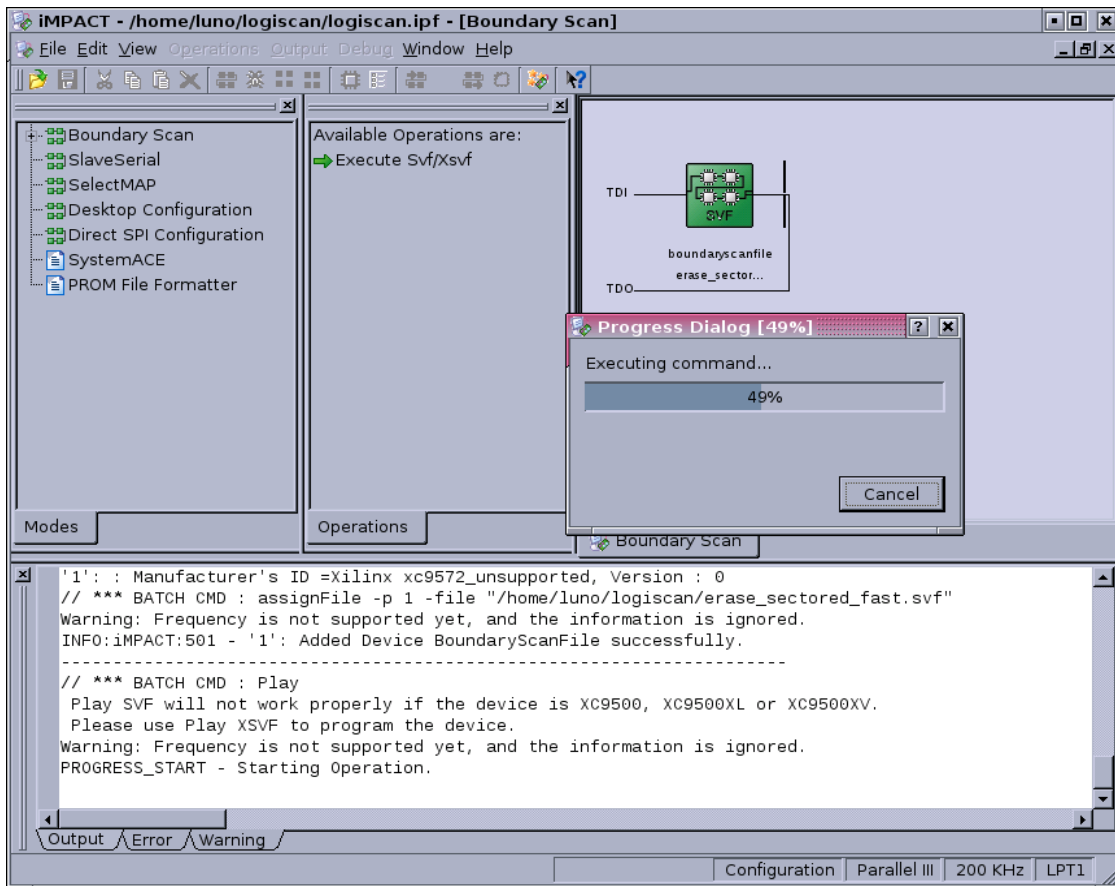 iMPACT - /home/luno/logiscan/logiscan.ipf - [Boundary Scan]
File Edit View Operations Output Debug Window Help
Boundary Scan
SlaveSerial
SelectMAP
Desktop Configuration
Direct SPI Configuration
SystemACE
PROM File Formatter
Modes
Available Operations are:
Execute Svf/Xsvf
Operations
TDI
SVF
boundaryscanfile
erase_sector...
TDO
Progress Dialog [49%]
Executing command...
49%
Cancel
Boundary Scan
'1': : Manufacturer's ID =Xilinx xc9572_unsupported, Version : 0
// *** BATCH CMD : assignFile -p 1 -file "/home/luno/logiscan/erase_sectored_fast.svf"
Warning: Frequency is not supported yet, and the information is ignored.
INFO:iMPACT:501 - '1': Added Device BoundaryScanFile successfully.
----------------------------------------------------------------------
// *** BATCH CMD : Play
Play SVF will not work properly if the device is XC9500, XC9500XL or XC9500XV.
Please use Play XSVF to program the device.
Warning: Frequency is not supported yet, and the information is ignored.
PROGRESS_START - Starting Operation.
Output Error Warning
Configuration Parallel III 200 KHz LPT1